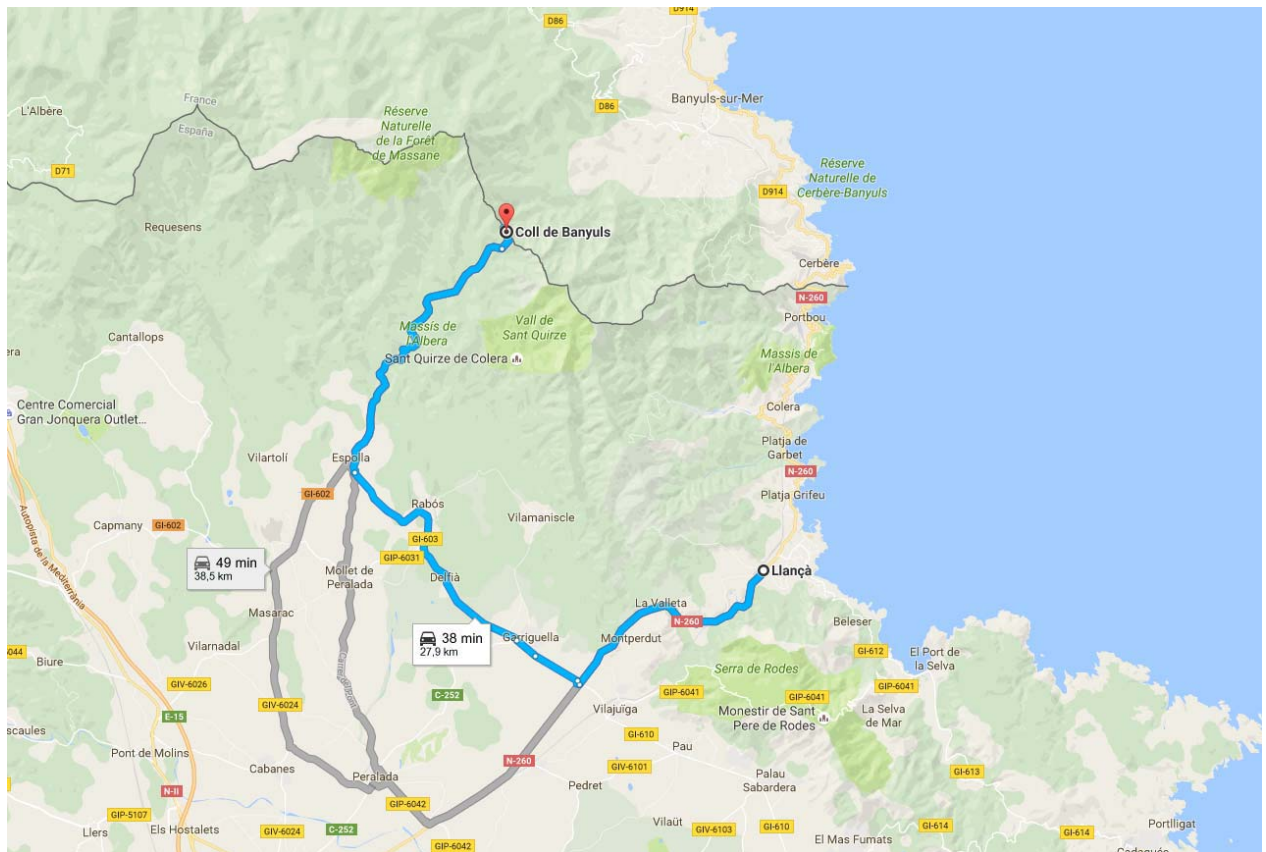 D914
D86
Banyuls-sur-Mer
D86
L'Albère
France
España
Réserve
Naturelle
de la Forêt
de Massane
D71
Réserve
Naturelle de
Cerbère-Banyuls
D914
Requesens
Coll de Banyuls
Cerbère
N-260
Portbou
Cantallops
Massís de
l'Albera
Vall de
Sant Quirze
Sant Quirze de Colera
Massis de
l'Albera
Centre Comercial
Gran Jonquera Outlet...
Colera
Platja de
Garbet
Vilartolí
Espolla
N-260
GI-602
Platja Grifeu
Rabós
Vilamaniscle
Capmany
GI-602
GI-603
Autopista de la Mediterrània
49 min
38,5 km
GIP-6031
Mollet de
Peralada
Delfià
Llançà
La Valleta
Masarac
N-260
Beleser
38 min
27,9 km
Garriguella
Montperdut
Vilarnadal
GI-612
El Port de
la Selva
Biure
GIV-6026
C-252
Serra de Rodes
GIP-6041
GIP-6041
GIP-6041
GIV-6024
E-15
Vilajuïga
Monestir de Sant
Pere de Rodes
La Selva
de Mar
Pont de Molins
GI-610
Pau
N-260
GIV-6101
Cabanes
Peralada
Pedret
Palau
Sabardera
GI-613
N-II
GIP-6042
GIP-5107
Llers
Els Hostalets
GIV-6024
C-252
Vilaüt
GIV-6103
GI-610
GI-614
GI-614
Portlligat
El Mas Fumats
GIP-6042
Cadaqués